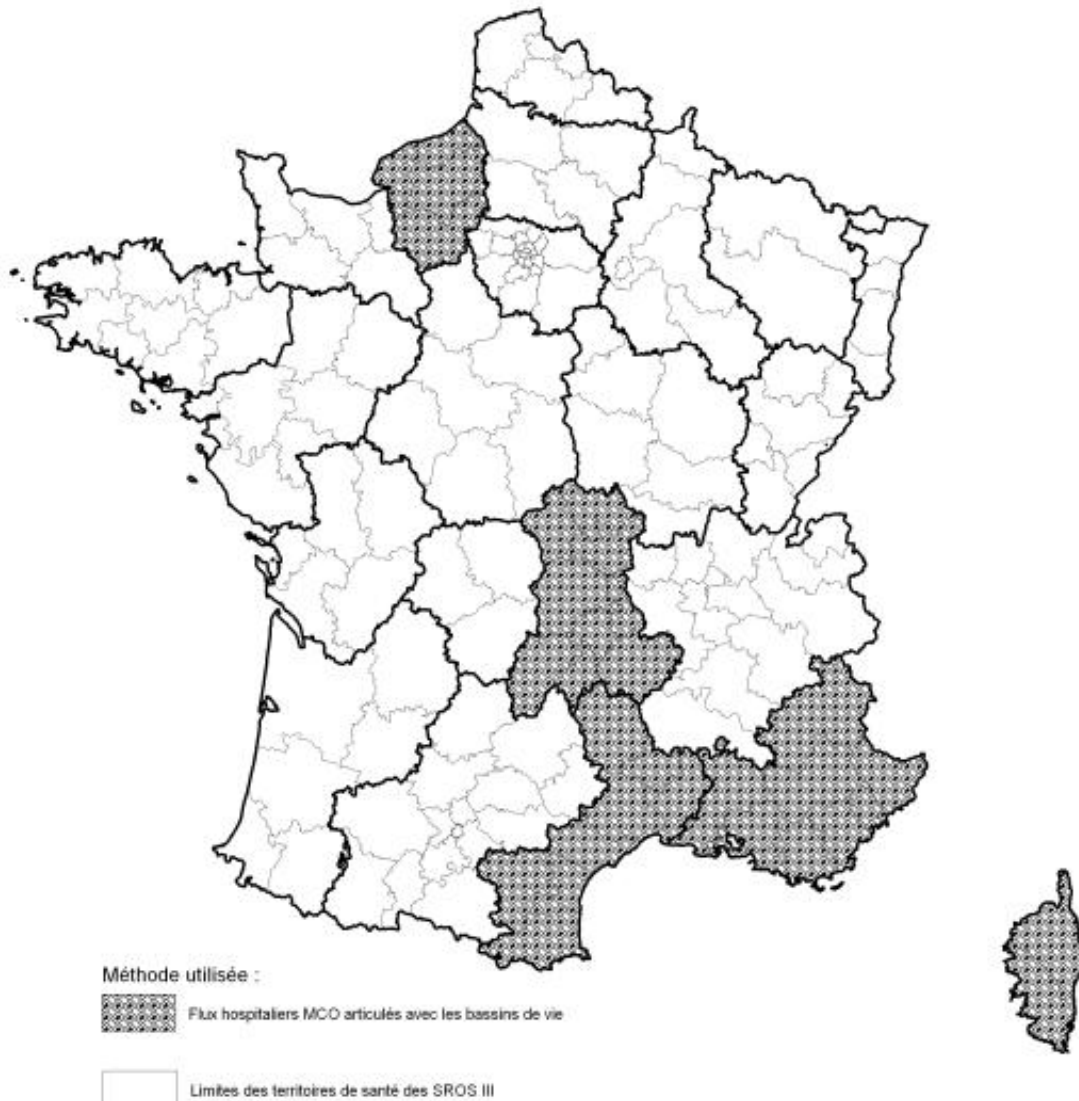 Méthode utilisée :
Flux hospitaliers MCO articulés avec les bassins de vie
Limites des territoires de santé des SROS III